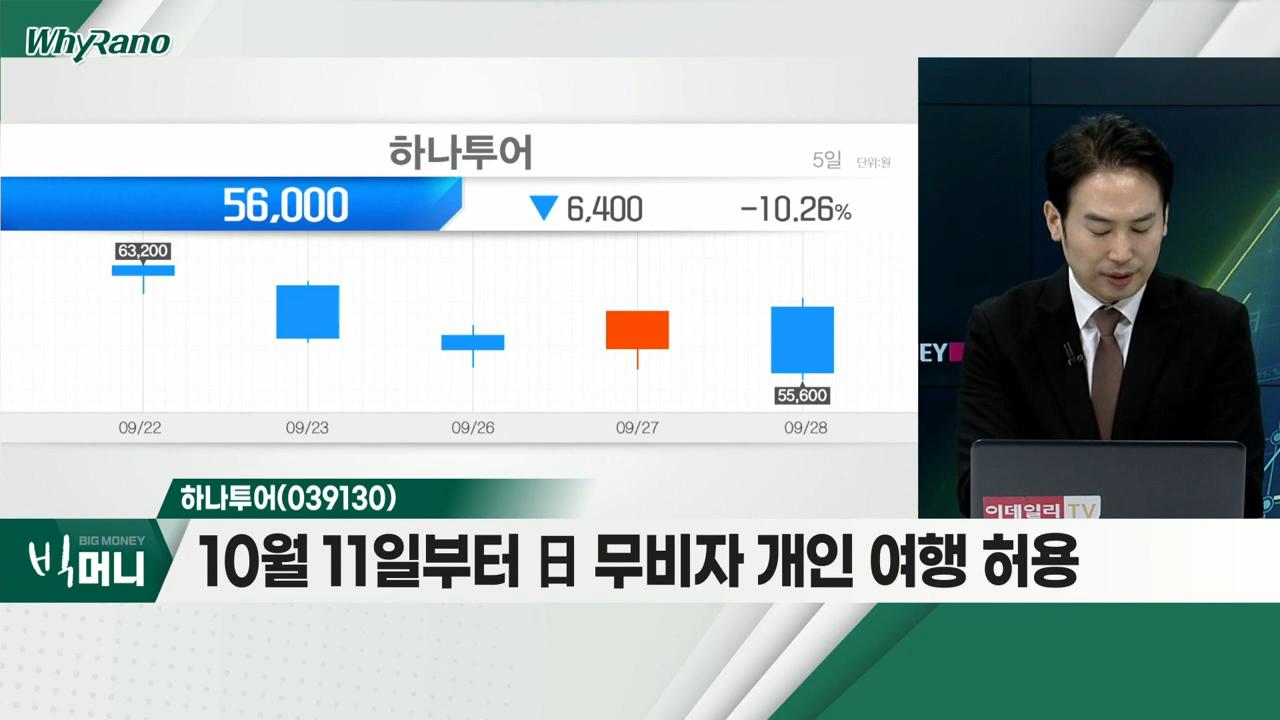 WhyRano
하나투어
5일 단위:원
56,000 ▼ 6,400 -10.26%
63,200
55,600
09/22 09/23 09/26 09/27 09/28
EY
이데일리 TV
하나투어(039130)
BIG MONEY
빅머니
10월 11일부터 日 무비자 개인 여행 허용